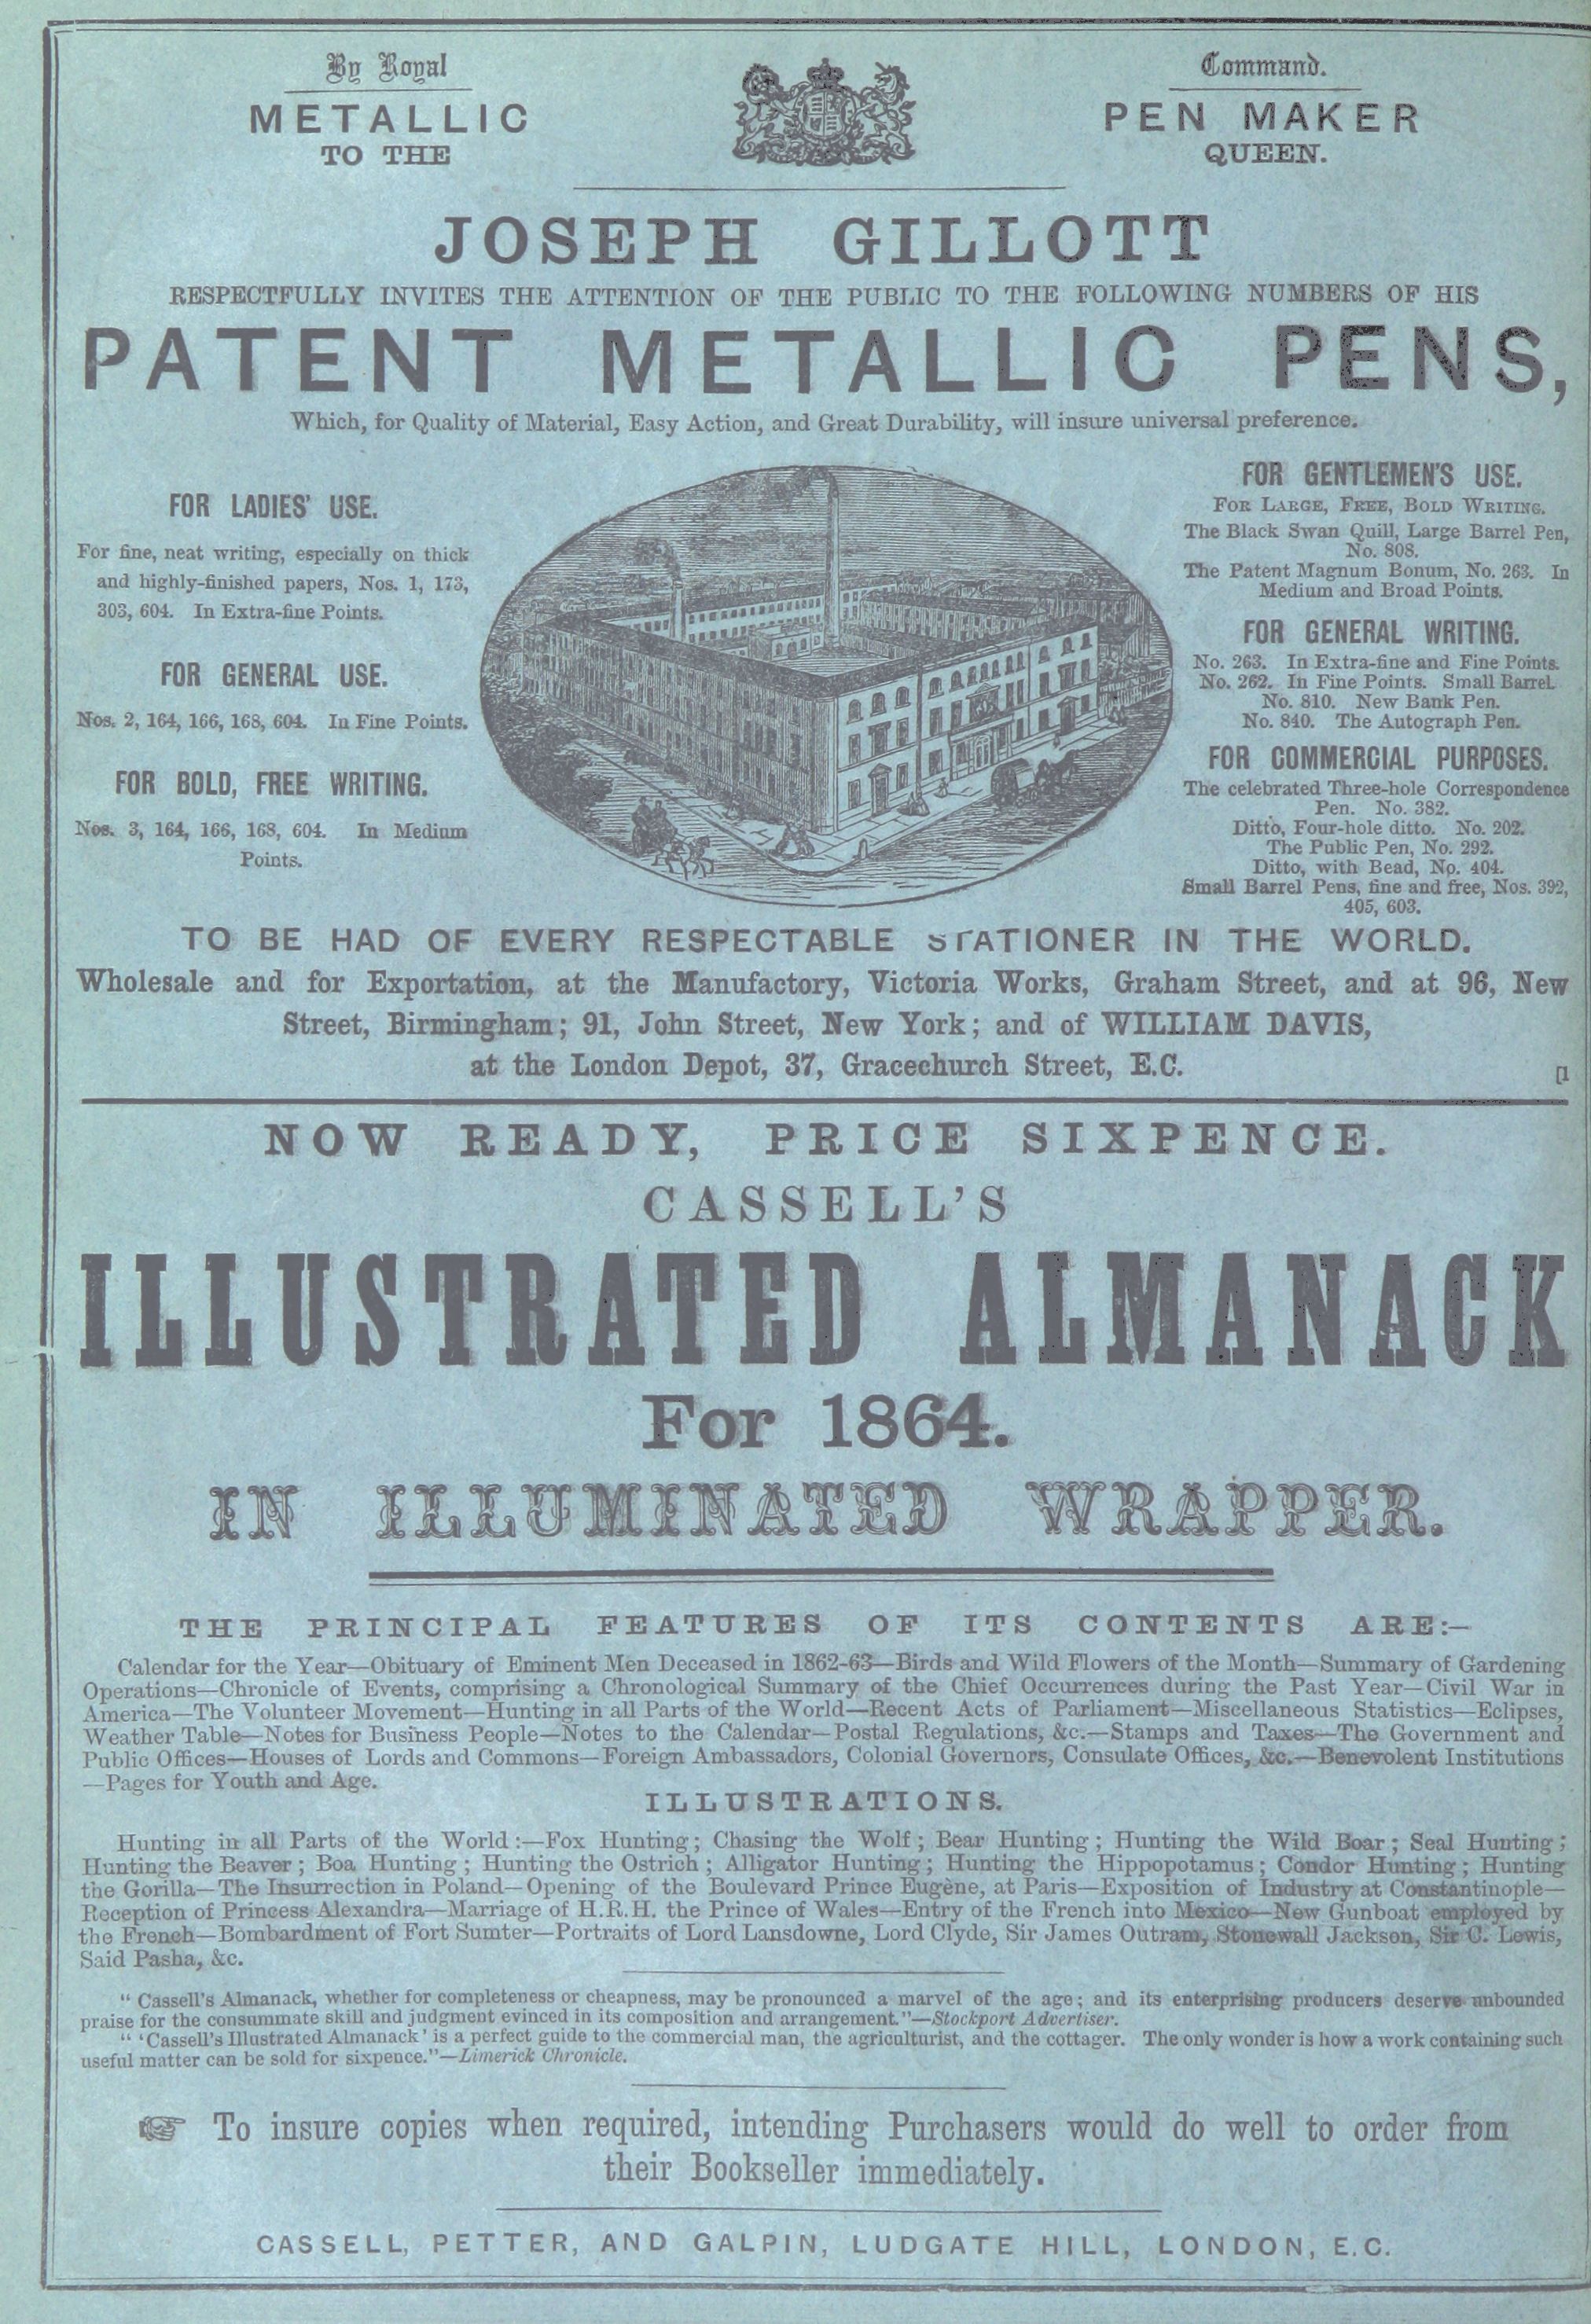 By Royal Command.
METALLIC PEN MAKER
TO THE QUEEN.
JOSEPH GILLOTT
RESPECTFULLY INVITES THE ATTENTION OF THE PUBLIC TO THE FOLLOWING NUMBERS OF HIS
PATENT METALLIC PENS,
Which, for Quality of Material, Easy Action, and Great Durability, will insure universal preference.
FOR LADIES' USE.
For fine, neat writing, especially on thick
and highly-finished papers, Nos. 1, 173,
303, 604. In Extra-fine Points.
FOR GENERAL USE.
Nos. 2, 164, 166, 168, 604. In Fine Points.
FOR BOLD, FREE WRITING.
Nos. 3, 164, 166, 168, 604. In Medium
Points.
FOR GENTLEMEN'S USE.
FOR LARGE, FREE, BOLD WRITING.
The Black Swan Quill, Large Barrel Pen,
No. 808.
The Patent Magnum Bonum, No. 263. In
Medium and Broad Points.
FOR GENERAL WRITING.
No. 263. In Extra-fine and Fine Points.
No. 262. In Fine Points. Small Barrel.
No. 810. New Bank Pen.
No. 840. The Autograph Pen.
FOR COMMERCIAL PURPOSES.
The celebrated Three-hole Correspondence
Pen. No. 382.
Ditto, Four-hole ditto. No. 202.
The Public Pen, No. 292.
Ditto, with Bead, No. 404.
Small Barrel Pens, fine and free, Nos. 392,
405, 603.
TO BE HAD OF EVERY RESPECTABLE STATIONER IN THE WORLD.
Wholesale and for Exportation, at the Manufactory, Victoria Works, Graham Street, and at 96, New
Street, Birmingham; 91, John Street, New York; and of WILLIAM DAVIS,
at the London Depot, 37, Gracechurch Street, E.C.
[1
NOW READY, PRICE SIXPENCE.
CASSELL'S
ILLUSTRATED ALMANACK
For 1864.
IN ILLUMINATED WRAPPER.
THE PRINCIPAL FEATURES OF ITS CONTENTS ARE:—
Calendar for the Year—Obituary of Eminent Men Deceased in 1862-63—Birds and Wild Flowers of the Month—Summary of Gardening
Operations—Chronicle of Events, comprising a Chronological Summary of the Chief Occurrences during the Past Year—Civil War in
America—The Volunteer Movement—Hunting in all Parts of the World—Recent Acts of Parliament—Miscellaneous Statistics—Eclipses,
Weather Table—Notes for Business People—Notes to the Calendar—Postal Regulations, &c.—Stamps and Taxes—The Government and
Public Offices—Houses of Lords and Commons—Foreign Ambassadors, Colonial Governors, Consulate Offices, &c.—Benevolent Institutions
—Pages for Youth and Age.
ILLUSTRATIONS.
Hunting in all Parts of the World:—Fox Hunting; Chasing the Wolf; Bear Hunting; Hunting the Wild Boar; Seal Hunting;
Hunting the Beaver; Boa Hunting; Hunting the Ostrich; Alligator Hunting; Hunting the Hippopotamus; Condor Hunting; Hunting
the Gorilla—The Insurrection in Poland—Opening of the Boulevard Prince Eugène, at Paris—Exposition of Industry at Constantinople—
Reception of Princess Alexandra—Marriage of H.R.H. the Prince of Wales—Entry of the French into Mexico—New Gunboat employed by
the French—Bombardment of Fort Sumter—Portraits of Lord Lansdowne, Lord Clyde, Sir James Outram, Stonewall Jackson, Sir C. Lewis,
Said Pasha, &c.
"Cassell's Almanack, whether for completeness or cheapness, may be pronounced a marvel of the age; and its enterprising producers deserve unbounded
praise for the consummate skill and judgment evinced in its composition and arrangement."—Stockport Advertiser.
"'Cassell's Illustrated Almanack' is a perfect guide to the commercial man, the agriculturist, and the cottager. The only wonder is how a work containing such
useful matter can be sold for sixpence."—Limerick Chronicle.
☞ To insure copies when required, intending Purchasers would do well to order from
their Bookseller immediately.
CASSELL, PETTER, AND GALPIN, LUDGATE HILL, LONDON, E.C.